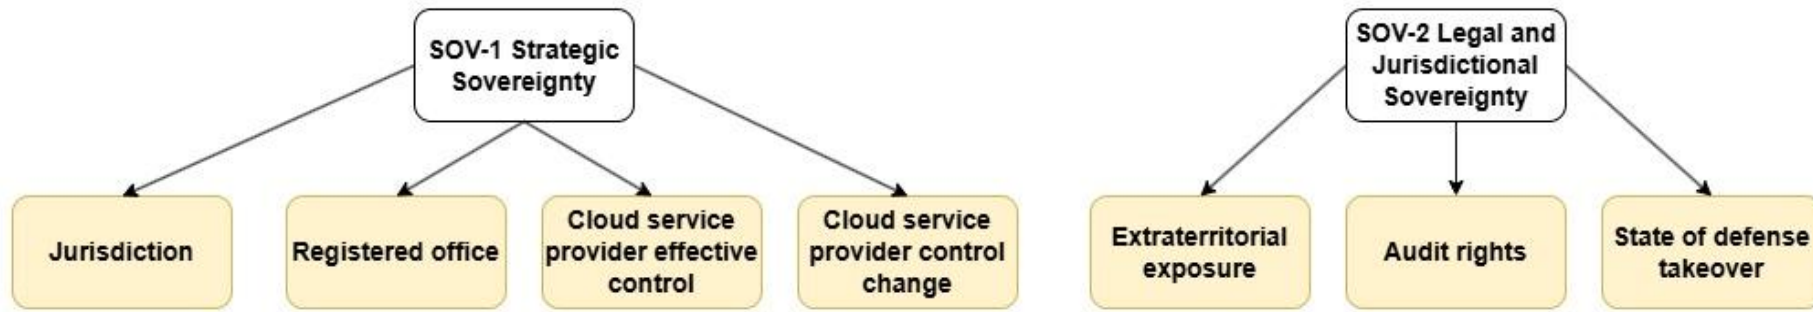 SOV-1 Strategic
Sovereignty
SOV-2 Legal and
Jurisdictional
Sovereignty
Jurisdiction
Registered office
Cloud service
provider effective
control
Cloud service
provider control
change
Extraterritorial
exposure
Audit rights
State of defense
takeover